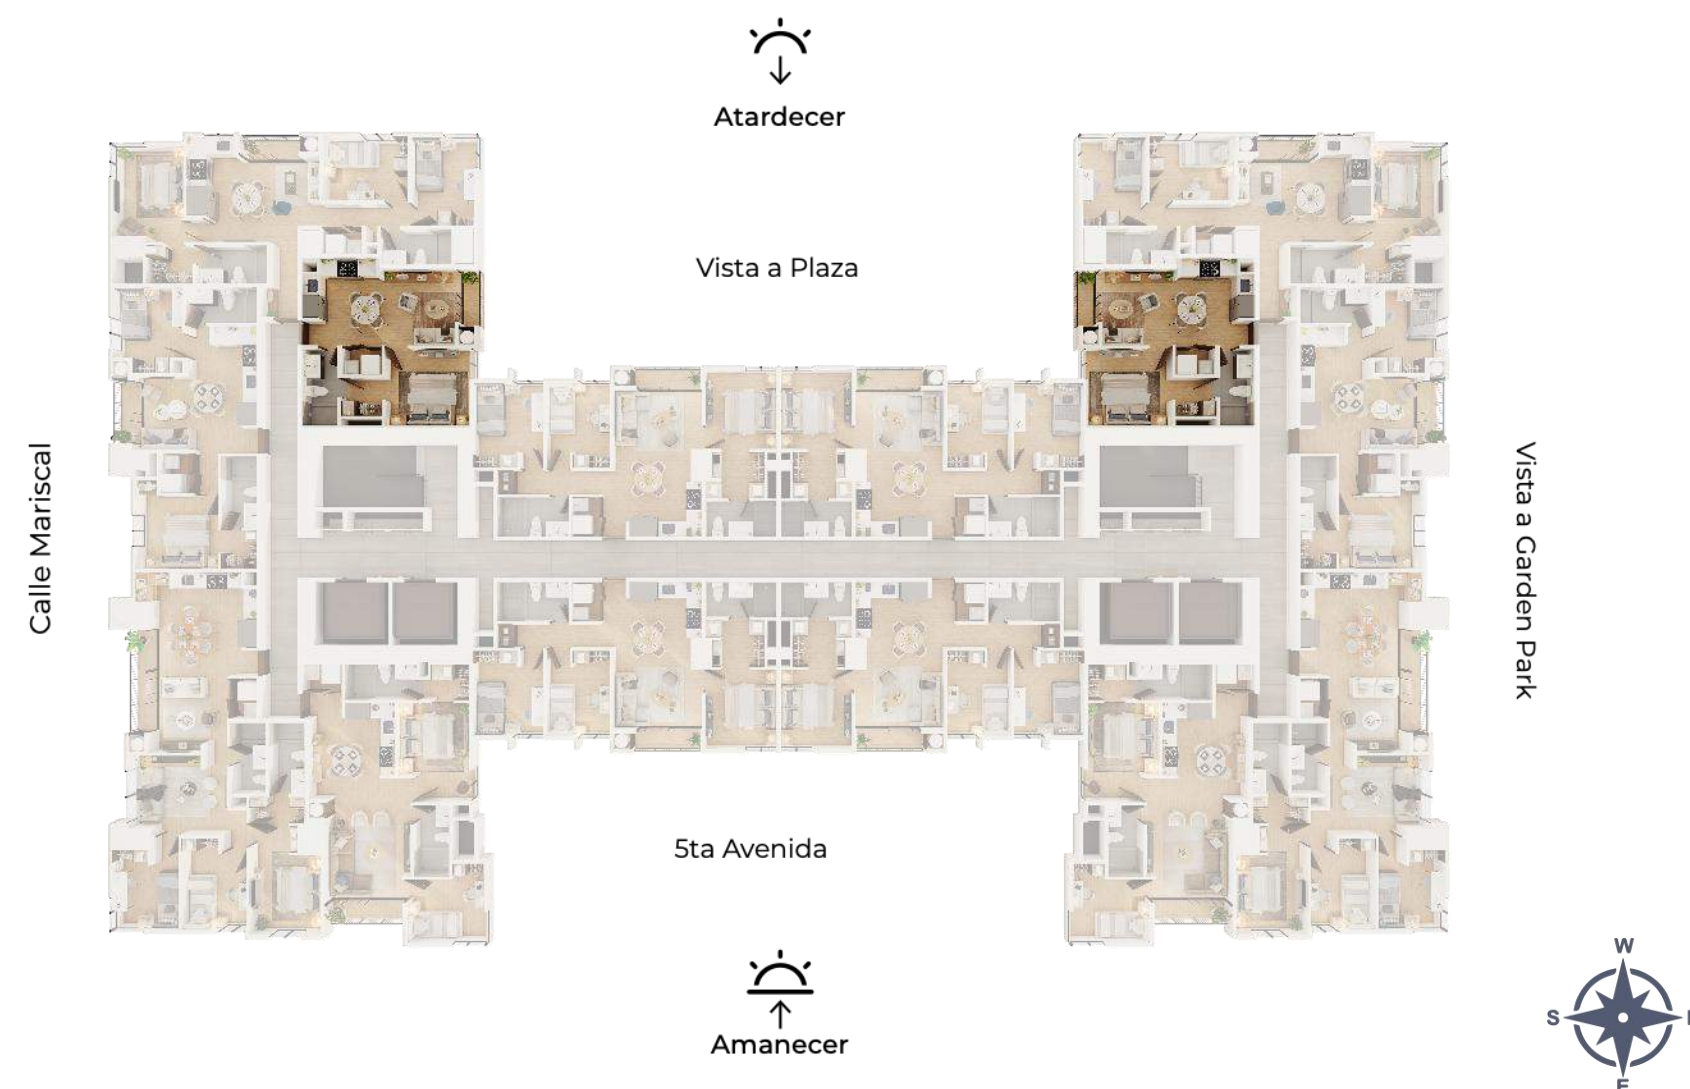 Atardecer
Vista a Plaza
Calle Mariscal
Vista a Garden Park
5ta Avenida
Amanecer
W
S
E